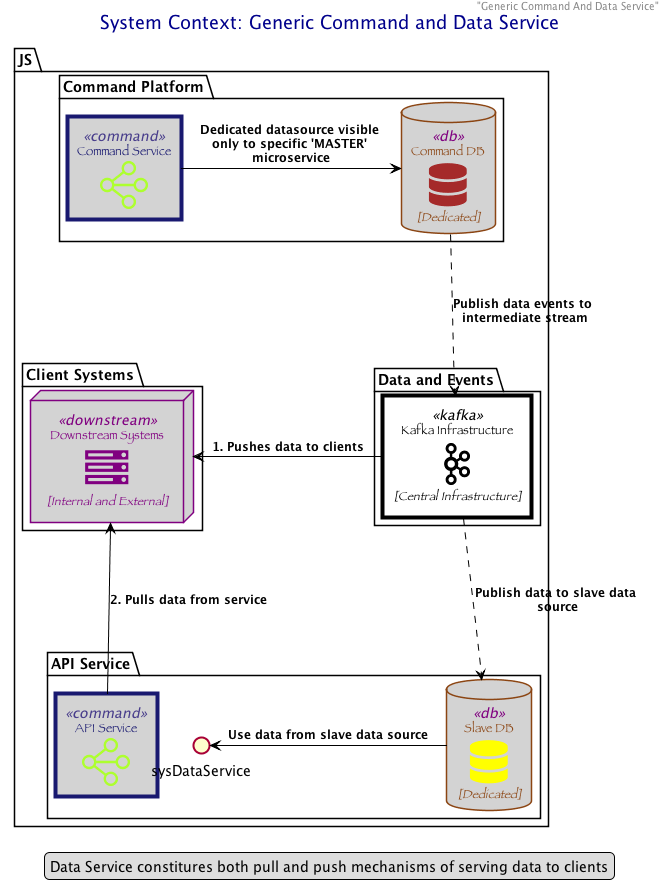 "Generic Command And Data Service"
System Context: Generic Command and Data Service
JS
Command Platform
«command»
Command Service
Dedicated datasource visible
only to specific 'MASTER'
microservice
«db»
Command DB
[Dedicated]
Publish data events to
intermediate stream
Client Systems
«downstream»
Downstream Systems
[Internal and External]
1. Pushes data to clients
Data and Events
«kafka»
Kafka Infrastructure
[Central Infrastructure]
2. Pulls data from service
Publish data to slave data
source
API Service
«command»
API Service
sysDataService
Use data from slave data source
«db»
Slave DB
[Dedicated]
Data Service constitures both pull and push mechanisms of serving data to clients